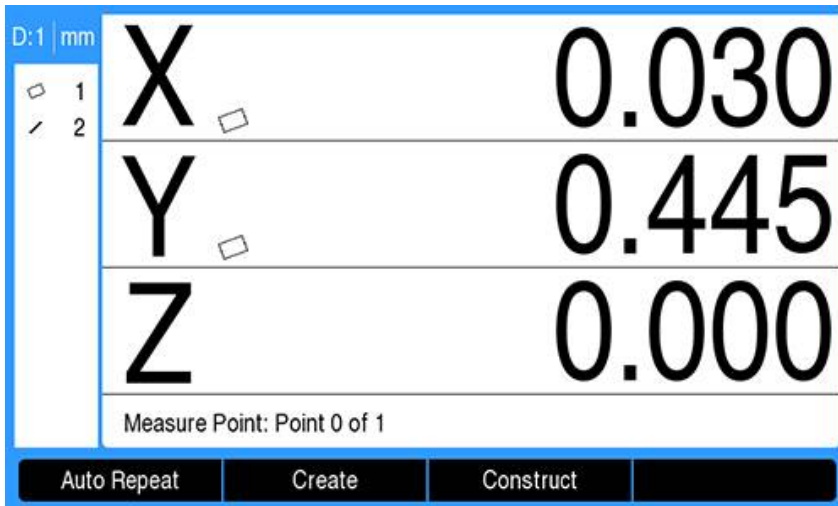 D:1 mm
1
2
X 0.030
Y 0.445
Z 0.000
Measure Point: Point 0 of 1
Auto Repeat Create Construct